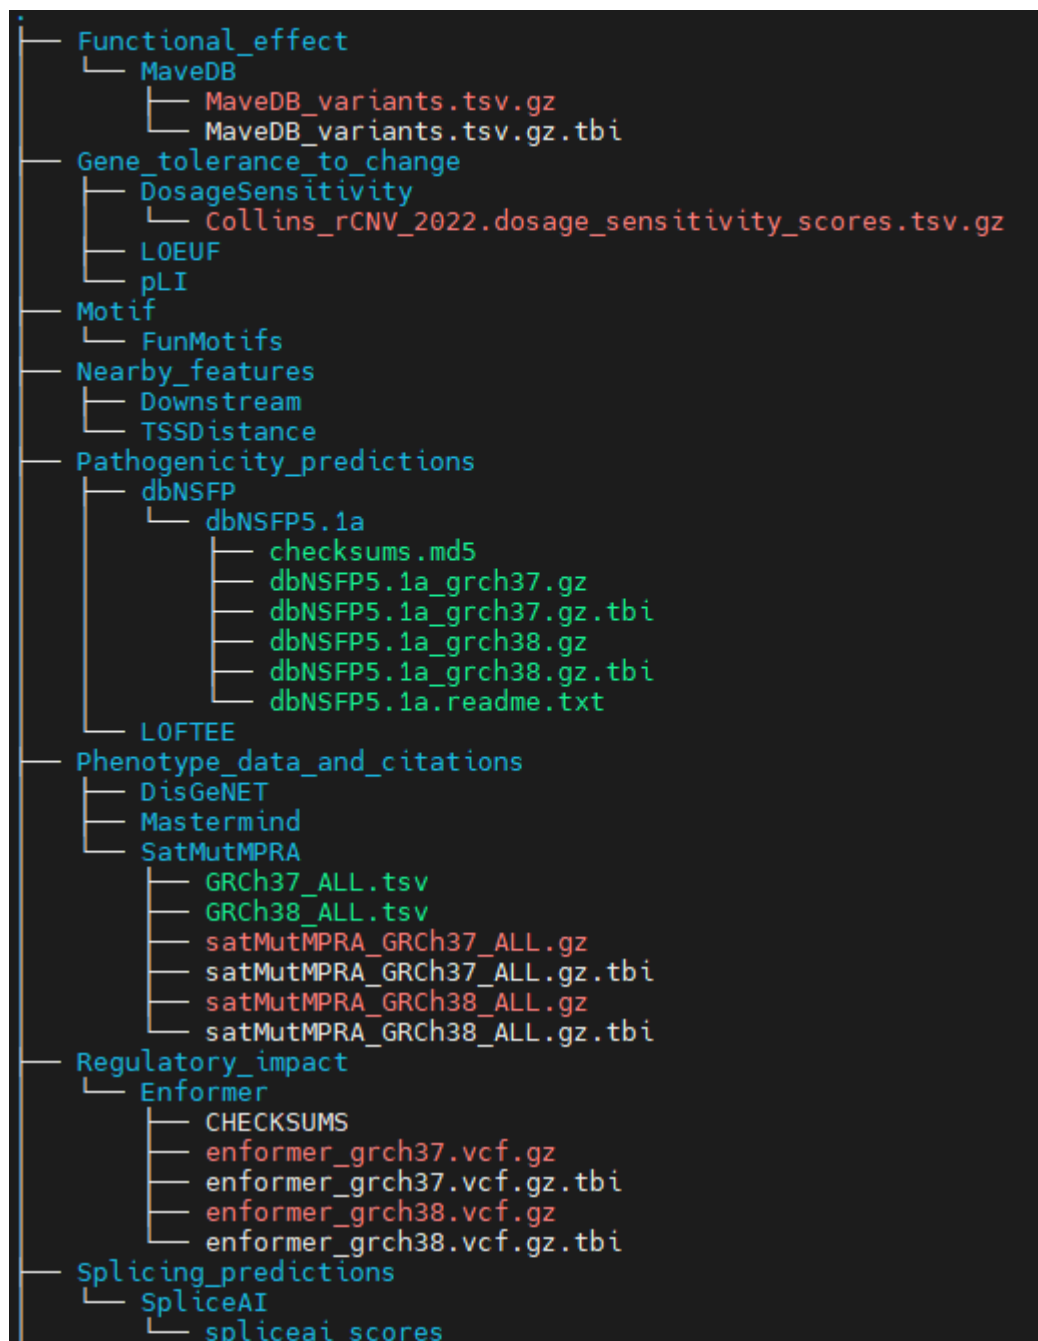 .
├── Functional_effect
│   └── MaveDB
│       ├── MaveDB_variants.tsv.gz
│       └── MaveDB_variants.tsv.gz.tbi
├── Gene_tolerance_to_change
│   ├── DosageSensitivity
│   │   └── Collins_rCNV_2022.dosage_sensitivity_scores.tsv.gz
│   ├── LOEUF
│   └── pLI
├── Motif
│   └── FunMotifs
├── Nearby_features
│   ├── Downstream
│   └── TSSDistance
├── Pathogenicity_predictions
│   ├── dbNSFP
│   │   └── dbNSFP5.1a
│   │       ├── checksums.md5
│   │       ├── dbNSFP5.1a_grch37.gz
│   │       ├── dbNSFP5.1a_grch37.gz.tbi
│   │       ├── dbNSFP5.1a_grch38.gz
│   │       ├── dbNSFP5.1a_grch38.gz.tbi
│   │       └── dbNSFP5.1a.readme.txt
│   └── LOFTEE
├── Phenotype_data_and_citations
│   ├── DisGeNET
│   ├── Mastermind
│   └── SatMutMPRA
│       ├── GRCh37_ALL.tsv
│       ├── GRCh38_ALL.tsv
│       ├── satMutMPRA_GRCh37_ALL.gz
│       ├── satMutMPRA_GRCh37_ALL.gz.tbi
│       ├── satMutMPRA_GRCh38_ALL.gz
│       └── satMutMPRA_GRCh38_ALL.gz.tbi
├── Regulatory_impact
│   └── Enformer
│       ├── CHECKSUMS
│       ├── enformer_grch37.vcf.gz
│       ├── enformer_grch37.vcf.gz.tbi
│       ├── enformer_grch38.vcf.gz
│       └── enformer_grch38.vcf.gz.tbi
├── Splicing_predictions
│   └── SpliceAI
│       └── spliceai_scores